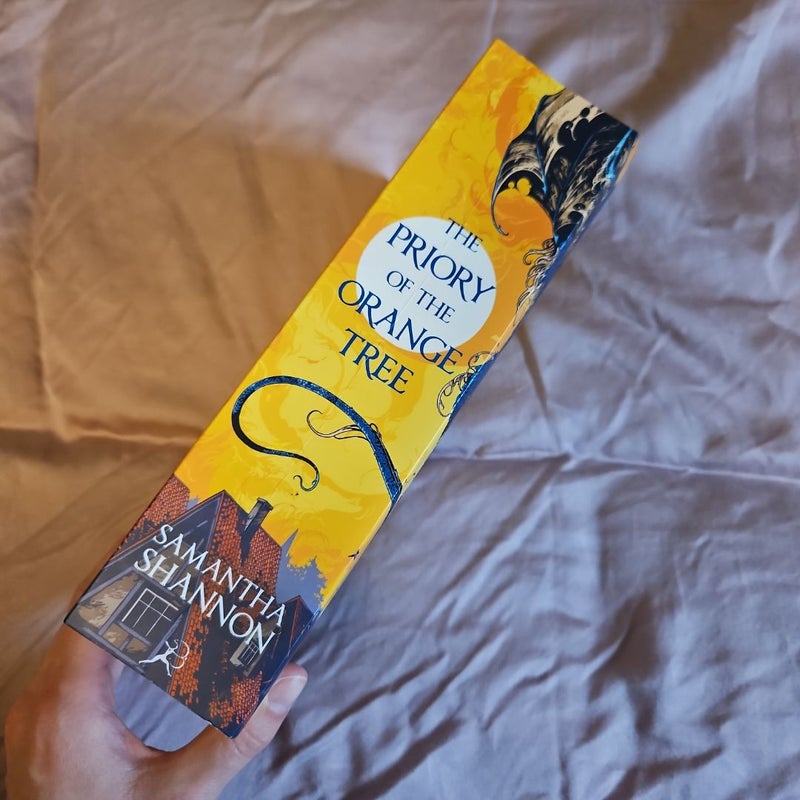 THE
PRIORY
OF THE
ORANGE
TREE
SAMANTHA
SHANNON